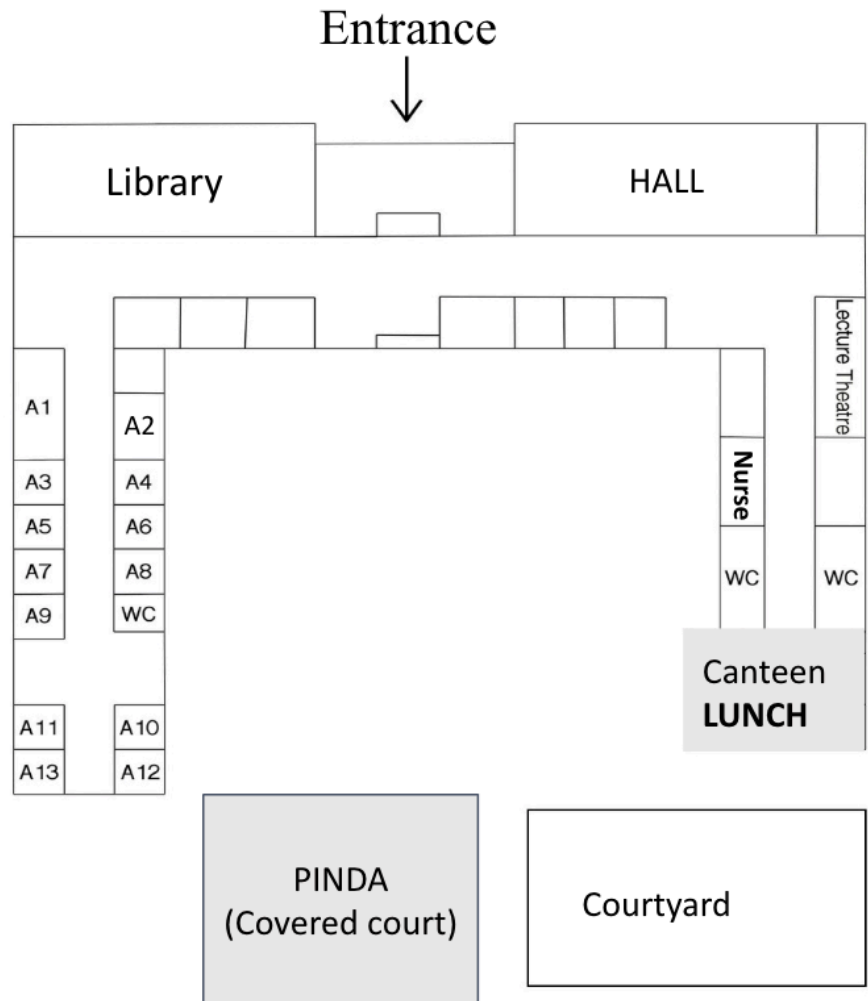 Entrance
Library
HALL
Lecture Theatre
A1
A2
Nurse
A3
A4
A5
A6
A7
A8
WC
WC
A9
WC
Canteen
LUNCH
A11
A10
A13
A12
PINDA
(Covered court)
Courtyard